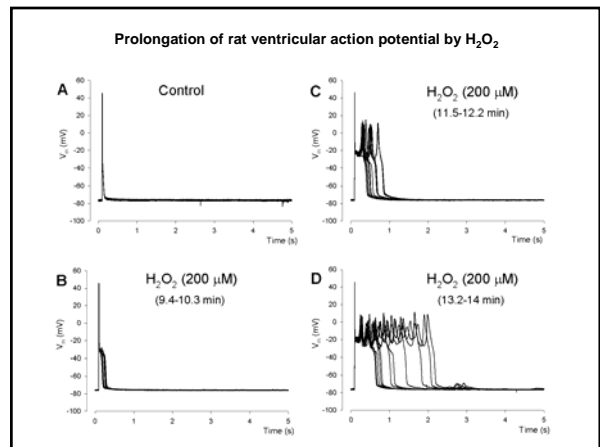 Prolongation of rat ventricular action potential by H₂O₂
A
Control
60
40
20
0
-20
-40
-60
-80
-100
Vₘ (mV)
0 1 2 3 4 5
Time (s)
C
H₂O₂ (200 μM)
(11.5-12.2 min)
60
40
20
0
-20
-40
-60
-80
-100
Vₘ (mV)
0 1 2 3 4 5
Time (s)
B
H₂O₂ (200 μM)
(9.4-10.3 min)
60
40
20
0
-20
-40
-60
-80
-100
Vₘ (mV)
0 1 2 3 4 5
Time (s)
D
H₂O₂ (200 μM)
(13.2-14 min)
60
40
20
0
-20
-40
-60
-80
-100
Vₘ (mV)
0 1 2 3 4 5
Time (s)